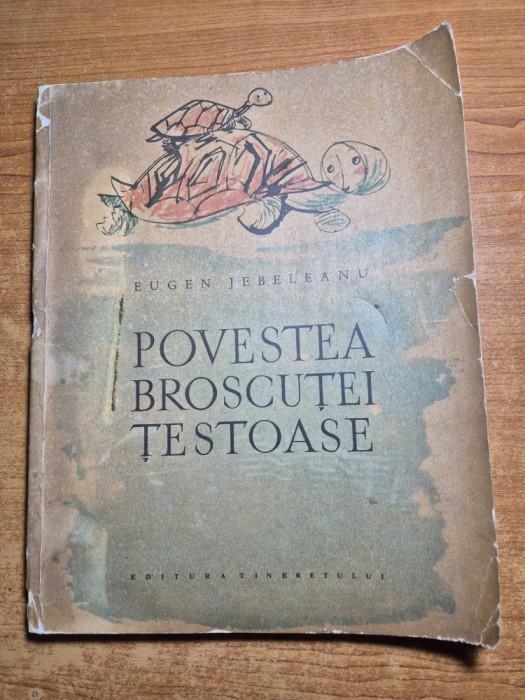 EUGEN JEBELEANU
POVESTEA
BROSCUȚEI
ȚESTOASE
EDITURA TINERETULUI